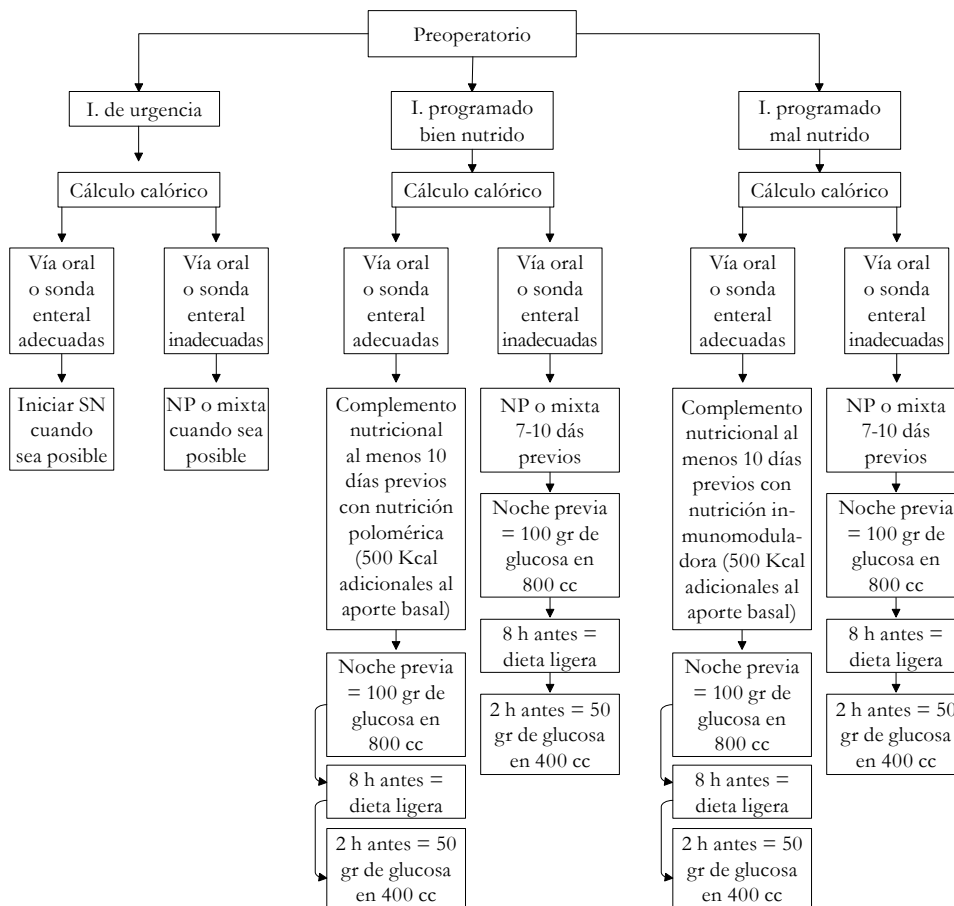 Preoperatorio
I. de urgencia
Cálculo calórico
Vía oral
o sonda
enteral
adecuadas
Iniciar SN
cuando
sea posible
Vía oral
o sonda
enteral
inadecuadas
NP o mixta
cuando sea
posible
I. programado
bien nutrido
Cálculo calórico
Vía oral
o sonda
enteral
adecuadas
Complemento
nutricional
al menos 10
días previos
con nutrición
polomérica
(500 Kcal
adicionales al
aporte basal)
Noche previa
= 100 gr de
glucosa en
800 cc
8 h antes =
dieta ligera
2 h antes = 50
gr de glucosa
en 400 cc
Vía oral
o sonda
enteral
inadecuadas
NP o mixta
7-10 dás
previos
Noche previa
= 100 gr de
glucosa en
800 cc
8 h antes =
dieta ligera
2 h antes = 50
gr de glucosa
en 400 cc
I. programado
mal nutrido
Cálculo calórico
Vía oral
o sonda
enteral
adecuadas
Complemento
nutricional al
menos 10 días
previos con
nutrición in-
munomodula-
dora (500 Kcal
adicionales al
aporte basal)
Noche previa
= 100 gr de
glucosa en
800 cc
8 h antes =
dieta ligera
2 h antes = 50
gr de glucosa
en 400 cc
Vía oral
o sonda
enteral
inadecuadas
NP o mixta
7-10 días
previos
Noche previa
= 100 gr de
glucosa en
800 cc
8 h antes =
dieta ligera
2 h antes = 50
gr de glucosa
en 400 cc